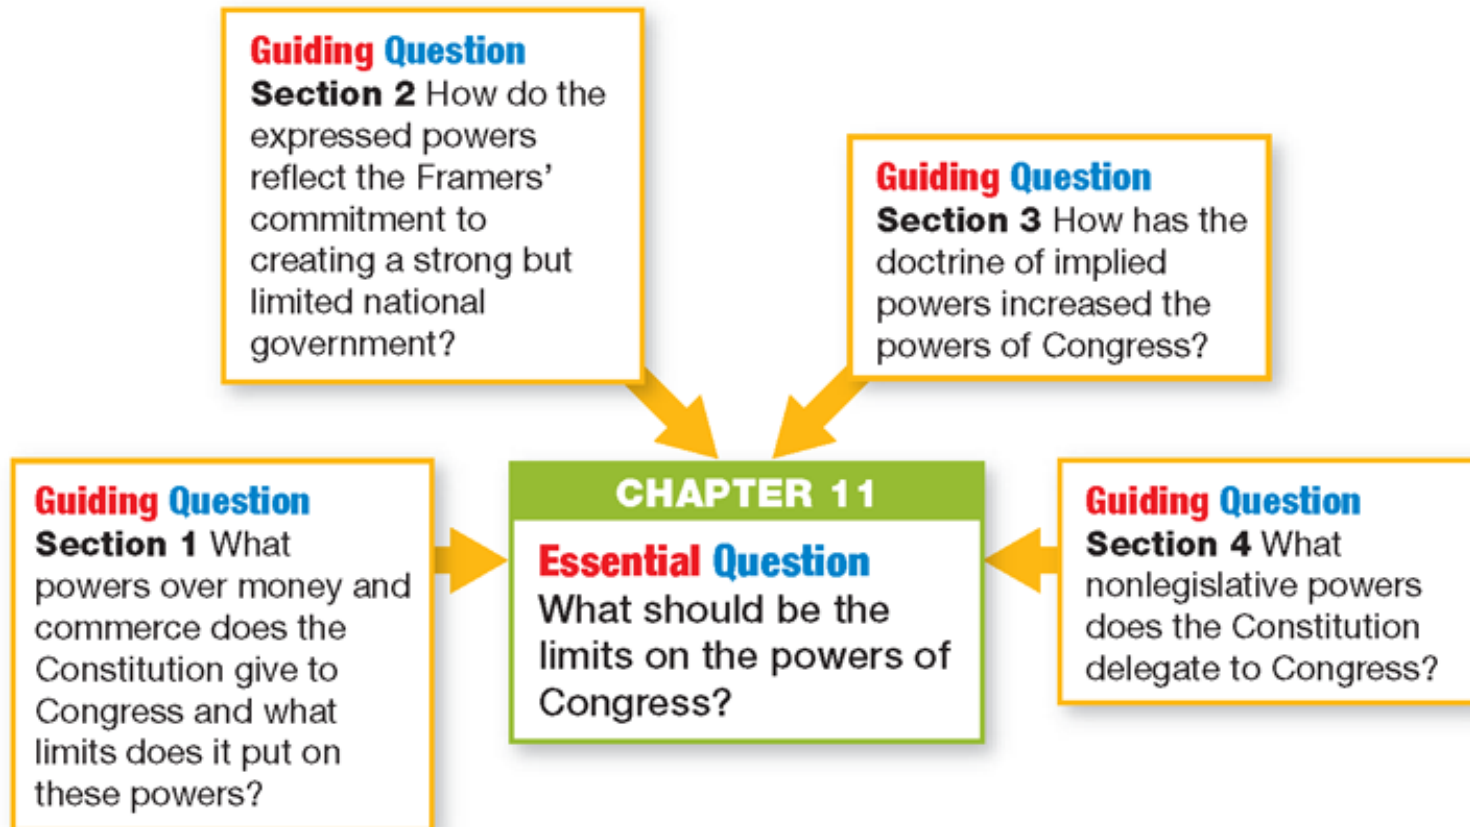 Guiding Question
Section 2 How do the
expressed powers
reflect the Framers’
commitment to
creating a strong but
limited national
government?
Guiding Question
Section 3 How has the
doctrine of implied
powers increased the
powers of Congress?
Guiding Question
Section 1 What
powers over money and
commerce does the
Constitution give to
Congress and what
limits does it put on
these powers?
CHAPTER 11
Essential Question
What should be the
limits on the powers of
Congress?
Guiding Question
Section 4 What
nonlegislative powers
does the Constitution
delegate to Congress?